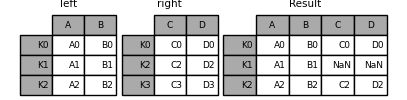 left right Result
A B C D A B C D
K0 A0 B0 K0 C0 D0 K0 A0 B0 C0 D0
K1 A1 B1 K2 C2 D2 K1 A1 B1 NaN NaN
K2 A2 B2 K3 C3 D3 K2 A2 B2 C2 D2